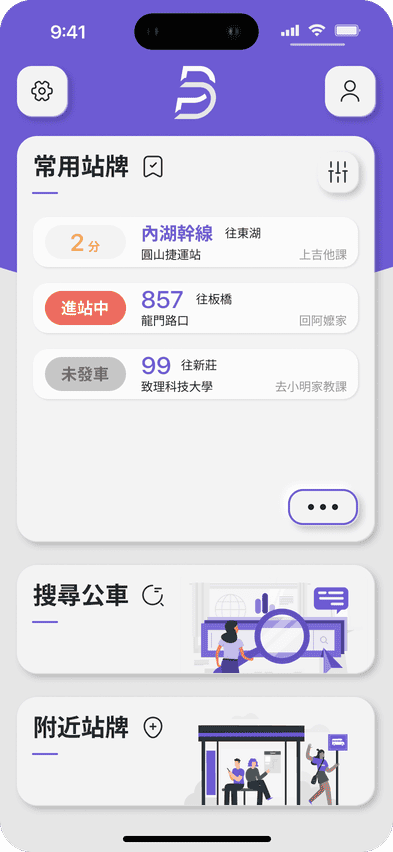 9:41
常用站牌
2 分
內湖幹線 往東湖
圓山捷運站 上吉他課
進站中
857 往板橋
龍門路口 回阿嬤家
未發車
99 往新莊
致理科技大學 去小明家教課
搜尋公車
附近站牌